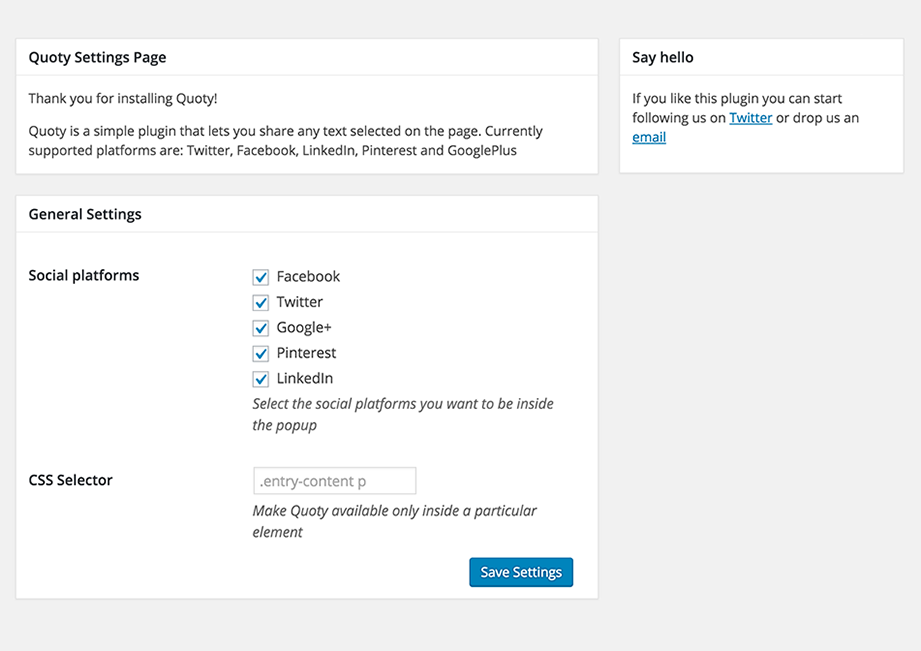 Quoty Settings Page
Thank you for installing Quoty!
Quoty is a simple plugin that lets you share any text selected on the page. Currently
supported platforms are: Twitter, Facebook, LinkedIn, Pinterest and GooglePlus
Say hello
If you like this plugin you can start
following us on Twitter or drop us an
email
General Settings
Social platforms
Facebook
Twitter
Google+
Pinterest
LinkedIn
Select the social platforms you want to be inside
the popup
CSS Selector
.entry-content p
Make Quoty available only inside a particular
element
Save Settings